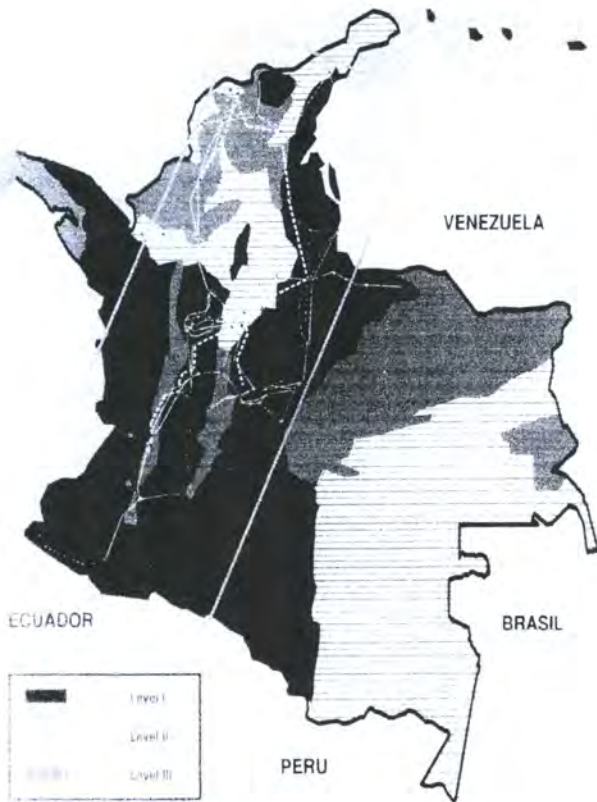 VENEZUELA
ECUADOR
BRASIL
Level I
Level II
Level III
PERU